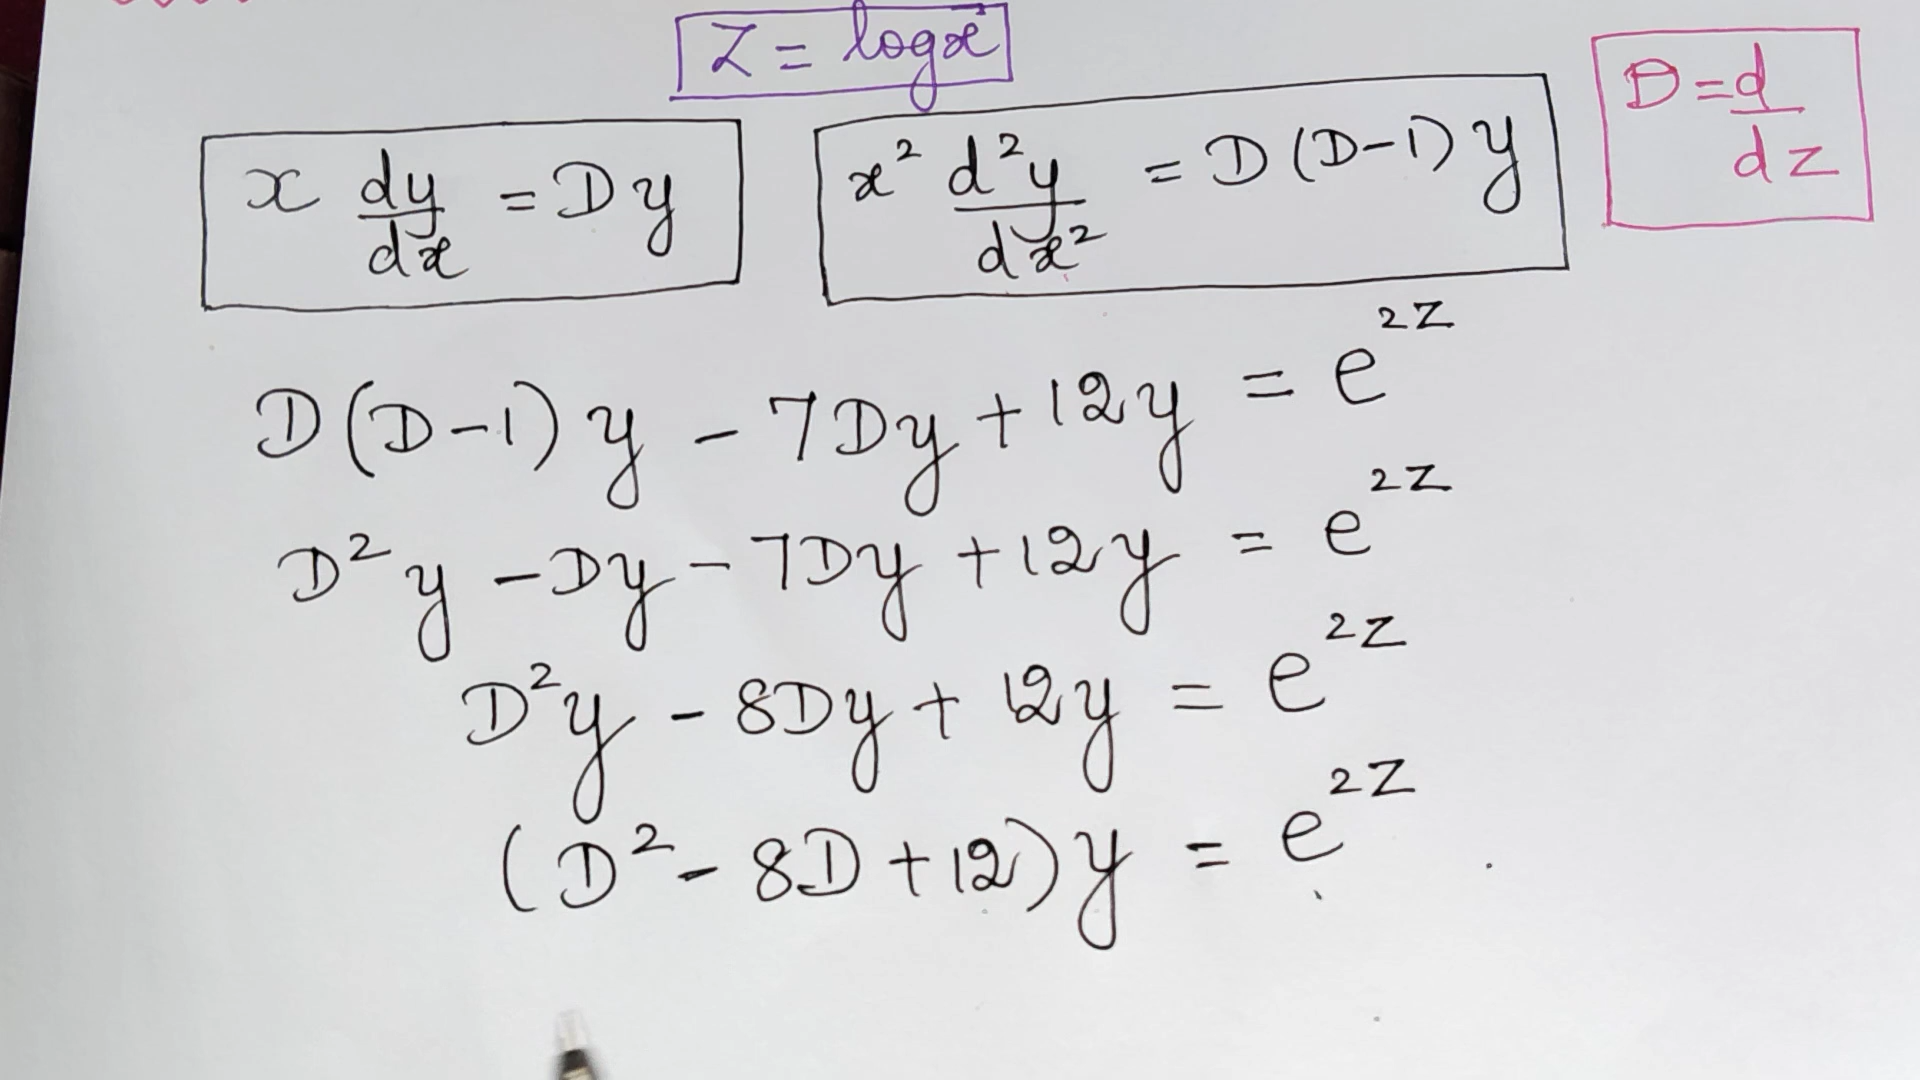 Z = logx
D = d/dz
x dy/dx = Dy
x² d²y/dx² = D(D-1)y
D(D-1)y - 7Dy + 12y = e^2Z
D²y - Dy - 7Dy + 12y = e^2Z
D²y - 8Dy + 12y = e^2Z
(D² - 8D + 12)y = e^2Z